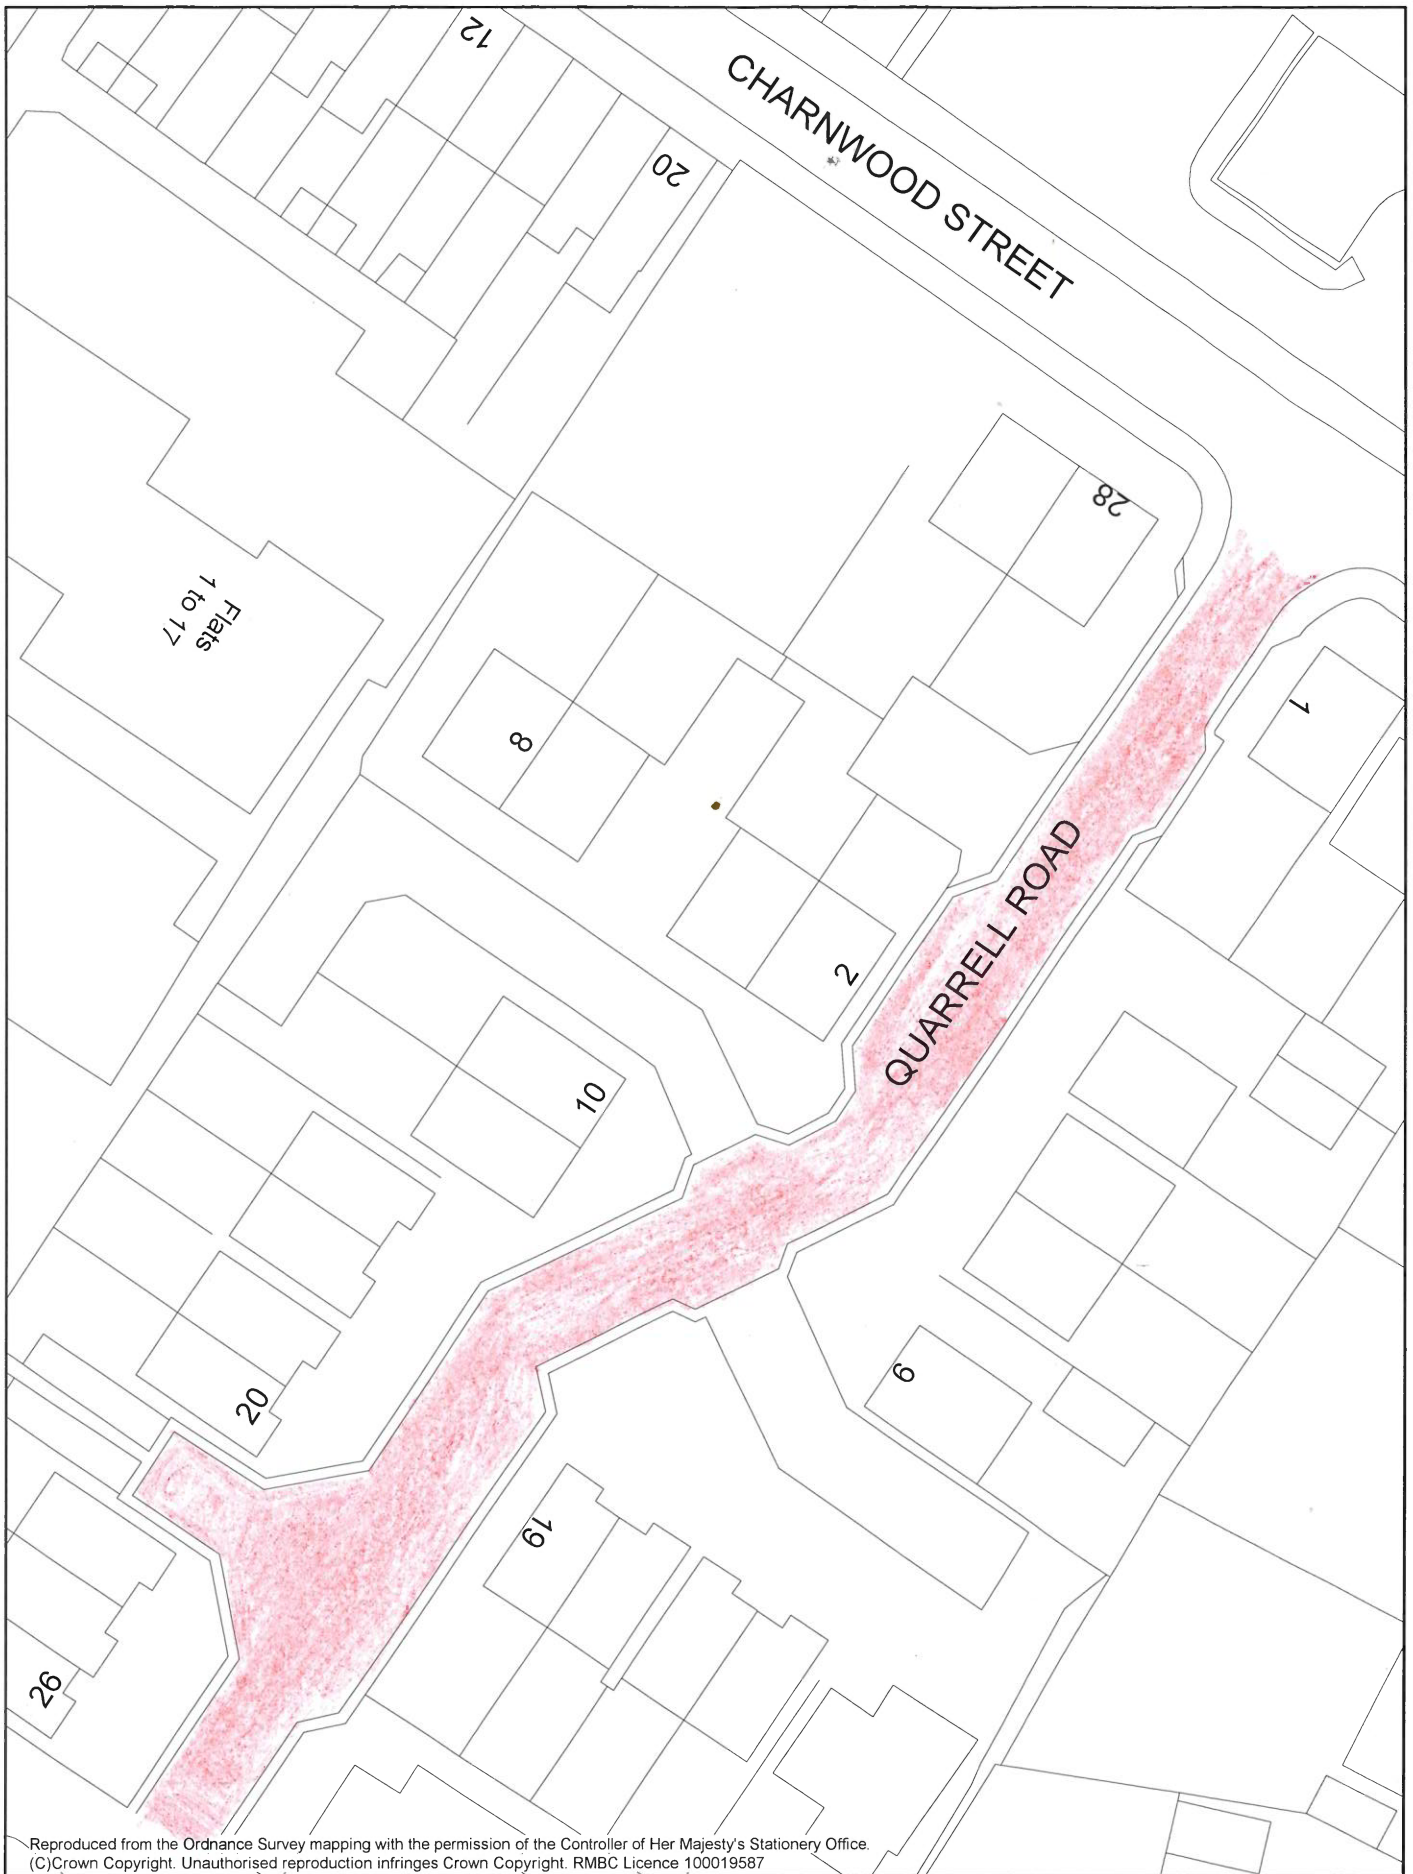 12
CHARNWOOD STREET
20
28
Flats
1 to 17
1
8
QUARRELL ROAD
2
10
9
20
19
26
Reproduced from the Ordnance Survey mapping with the permission of the Controller of Her Majesty's Stationery Office.
(C)Crown Copyright. Unauthorised reproduction infringes Crown Copyright. RMBC Licence 100019587